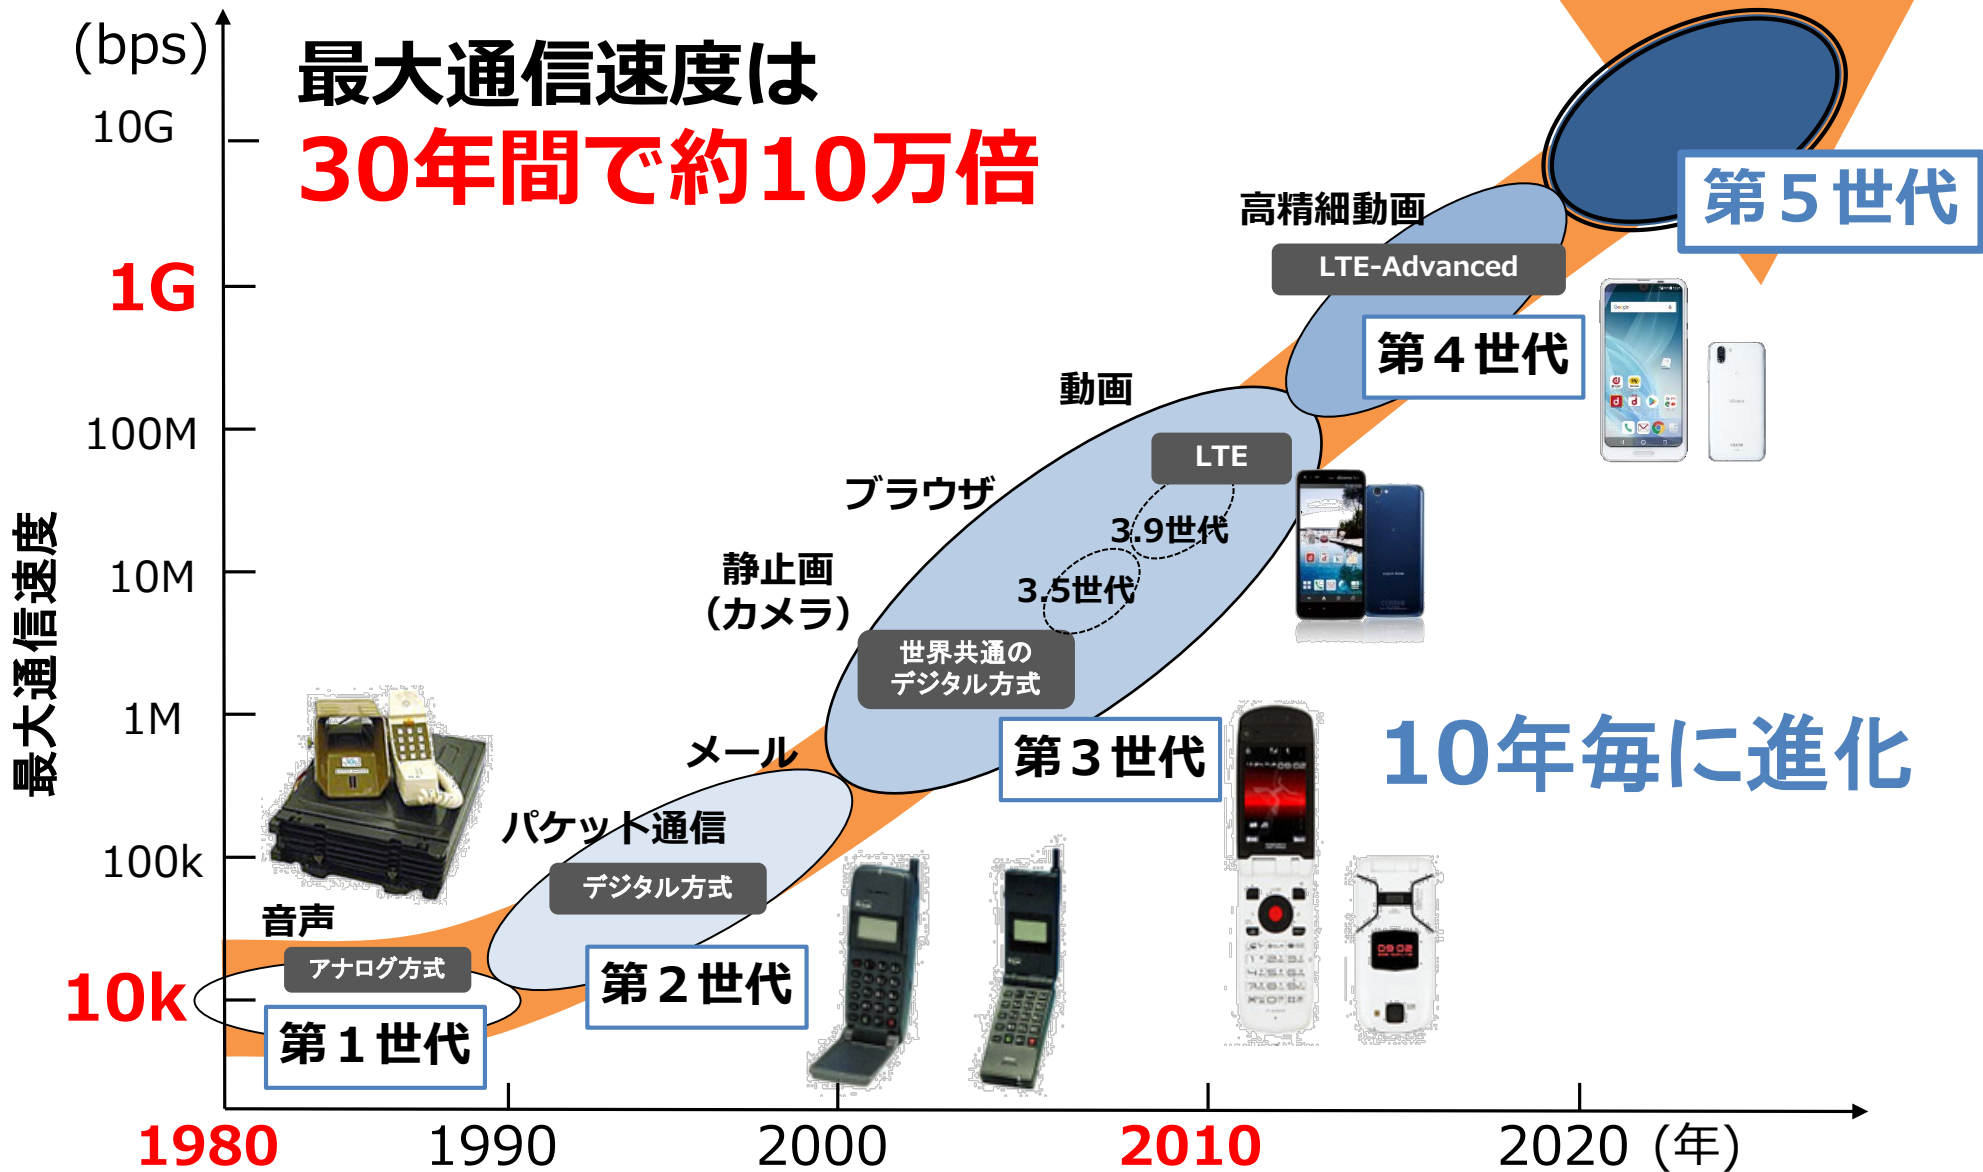 (bps)
最大通信速度は
30年間で約10万倍
10G
1G
100M
10M
1M
100k
10k
最大通信速度
第５世代
高精細動画
LTE-Advanced
第４世代
動画
LTE
ブラウザ
3.9世代
静止画
（カメラ）
3.5世代
世界共通の
デジタル方式
第３世代
10年毎に進化
メール
パケット通信
デジタル方式
第２世代
音声
アナログ方式
第１世代
1980
1990
2000
2010
2020 (年)